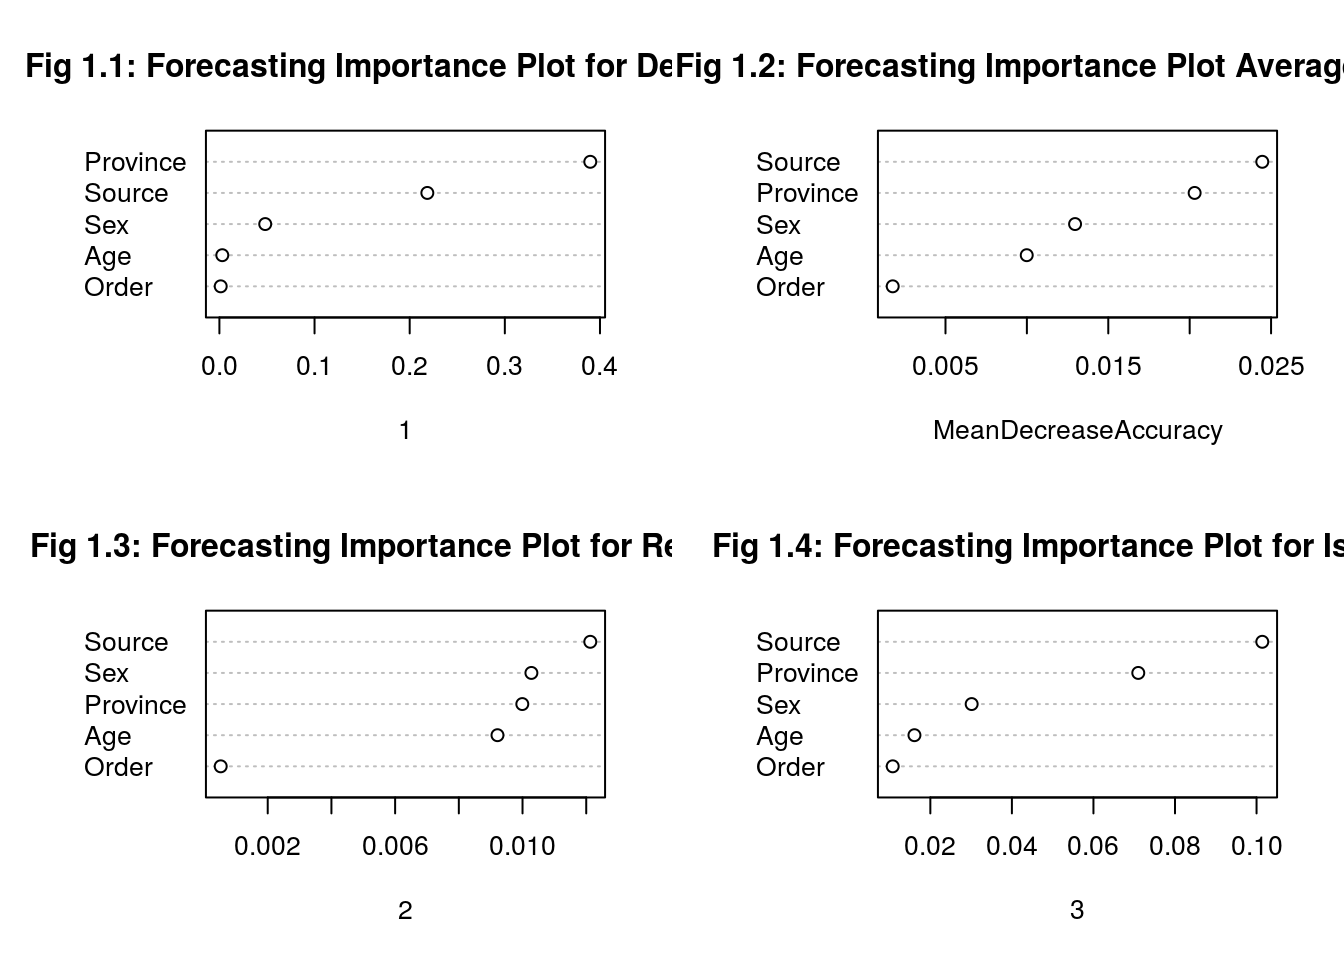 Fig 1.1: Forecasting Importance Plot for De
Province
Source
Sex
Age
Order
0.0 0.1 0.2 0.3 0.4
1
Fig 1.2: Forecasting Importance Plot Average
Source
Province
Sex
Age
Order
0.005 0.015 0.025
MeanDecreaseAccuracy
Fig 1.3: Forecasting Importance Plot for Re
Source
Sex
Province
Age
Order
0.002 0.006 0.010
2
Fig 1.4: Forecasting Importance Plot for Is
Source
Province
Sex
Age
Order
0.02 0.04 0.06 0.08 0.10
3